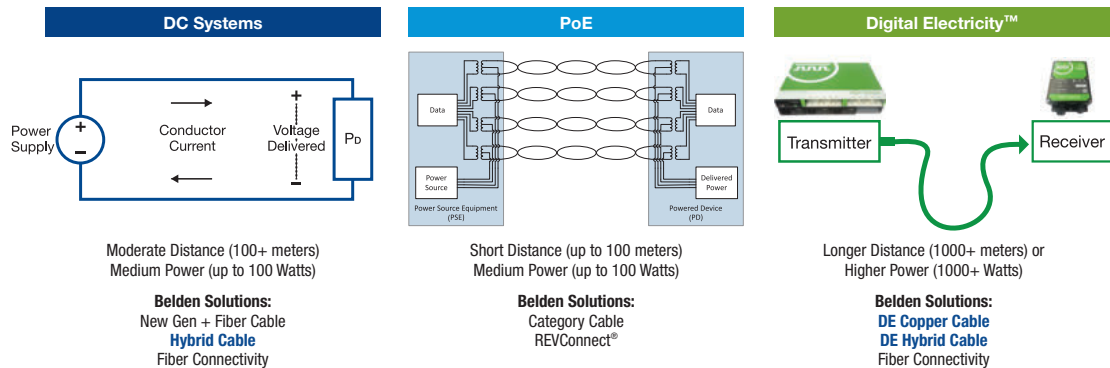 DC Systems
Power
Supply
+
−
Conductor
Current
+
Voltage
Delivered
−
PD
Moderate Distance (100+ meters)
Medium Power (up to 100 Watts)
Belden Solutions:
New Gen + Fiber Cable
Hybrid Cable
Fiber Connectivity
PoE
Data
Data
Power
Source
Delivered
Power
Power Source Equipment
(PSE)
Powered Device
(PD)
Short Distance (up to 100 meters)
Medium Power (up to 100 Watts)
Belden Solutions:
Category Cable
REVConnect®
Digital Electricity™
Transmitter
Receiver
Longer Distance (1000+ meters) or
Higher Power (1000+ Watts)
Belden Solutions:
DE Copper Cable
DE Hybrid Cable
Fiber Connectivity